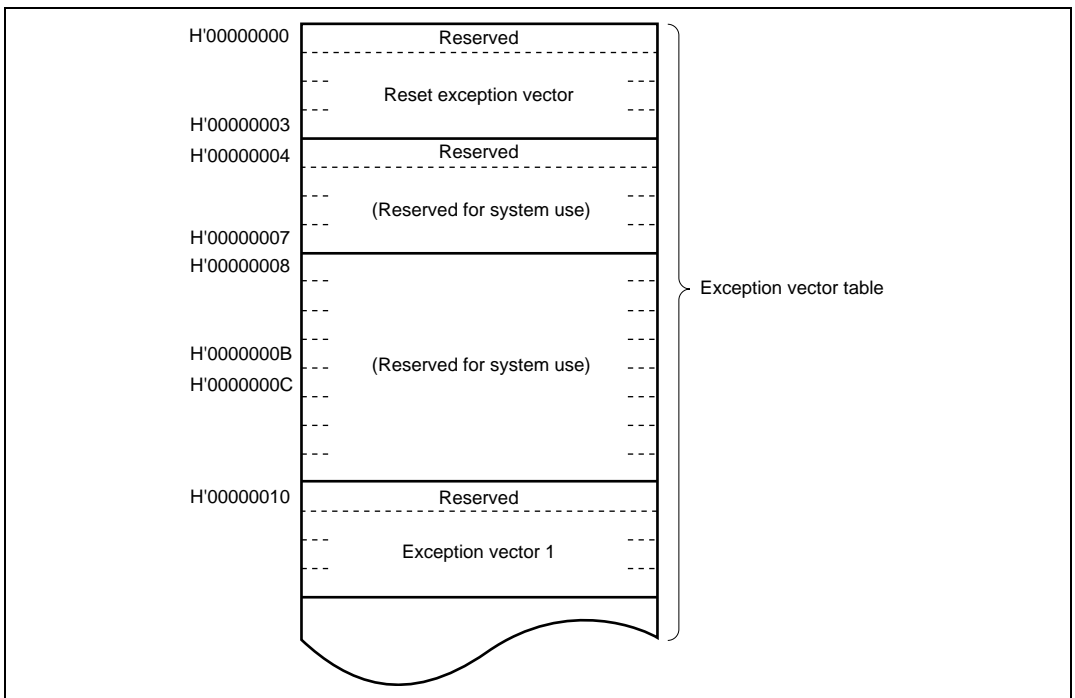 H'00000000 Reserved
Reset exception vector
H'00000003
H'00000004 Reserved
(Reserved for system use)
H'00000007
H'00000008
Exception vector table
H'0000000B
(Reserved for system use)
H'0000000C
H'00000010 Reserved
Exception vector 1